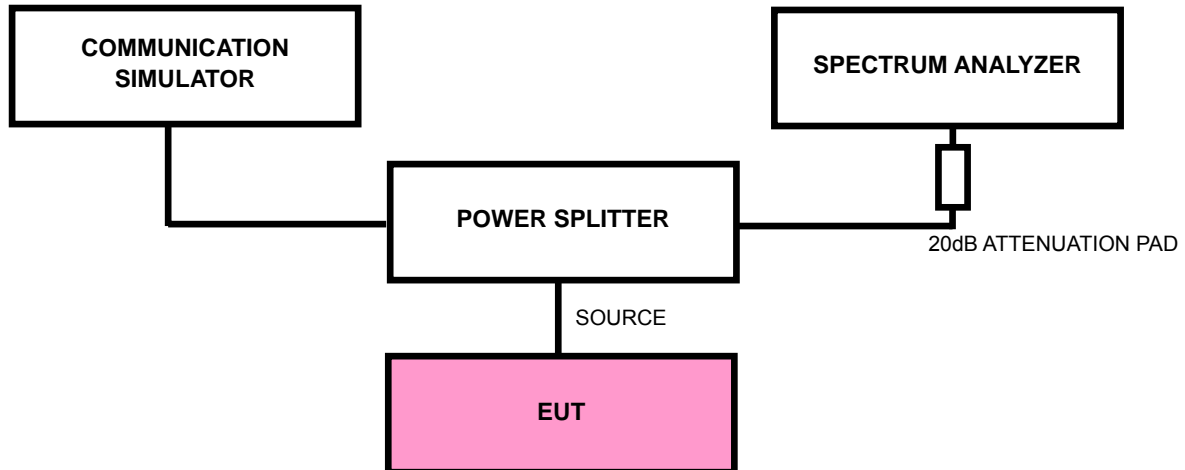 COMMUNICATION
SIMULATOR
SPECTRUM ANALYZER
POWER SPLITTER
20dB ATTENUATION PAD
SOURCE
EUT